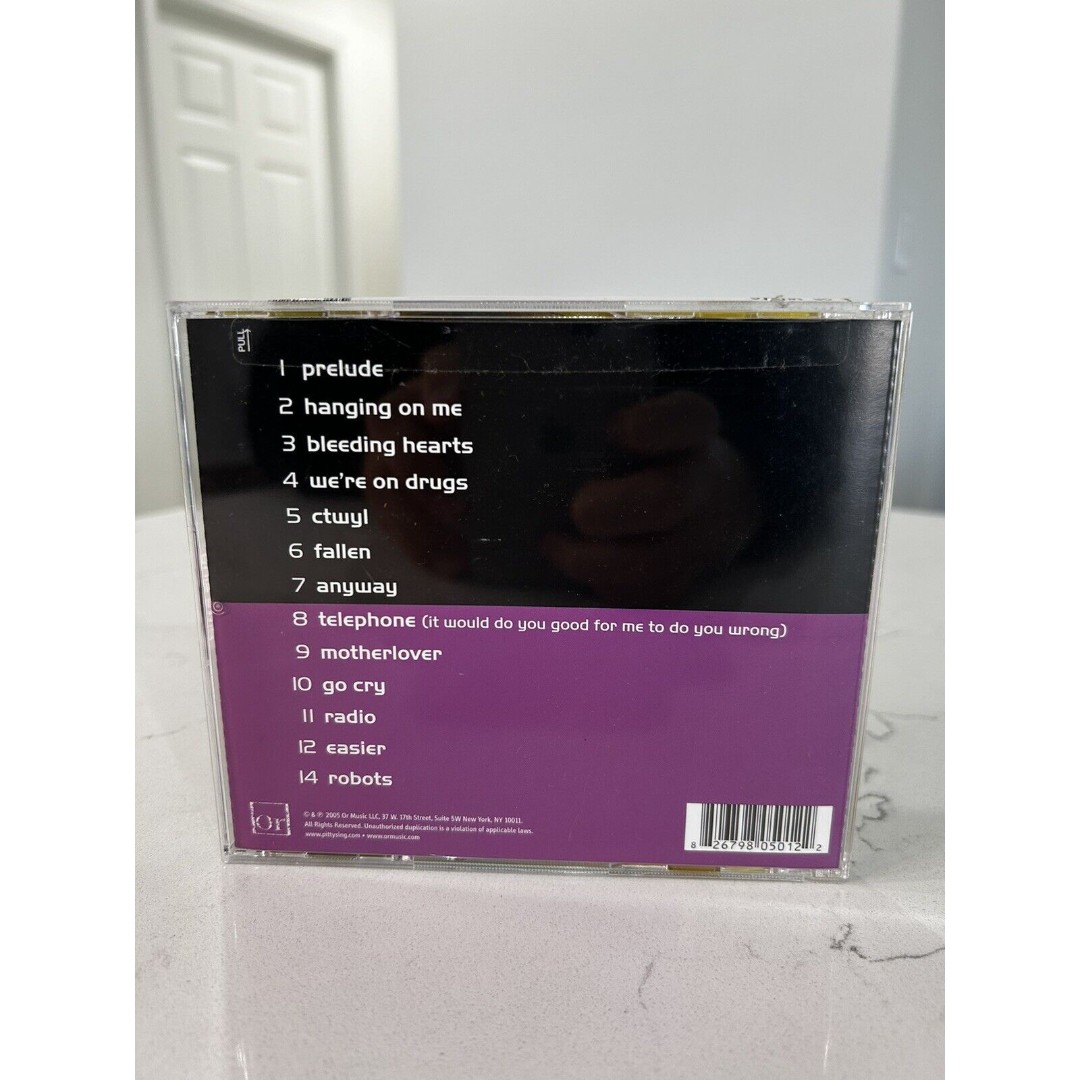 PULL
1 prelude
2 hanging on me
3 bleeding hearts
4 we're on drugs
5 ctwyl
6 fallen
7 anyway
8 telephone (it would do you good for me to do you wrong)
9 motherlover
10 go cry
11 radio
12 easier
14 robots
Or
© & ℗ 2005 Or Music LLC, 37 W. 17th Street, Suite 5W New York, NY 10011.
All Rights Reserved. Unauthorized duplication is a violation of applicable laws.
www.pittysing.com • www.ormusic.com
8 26798 05012 2